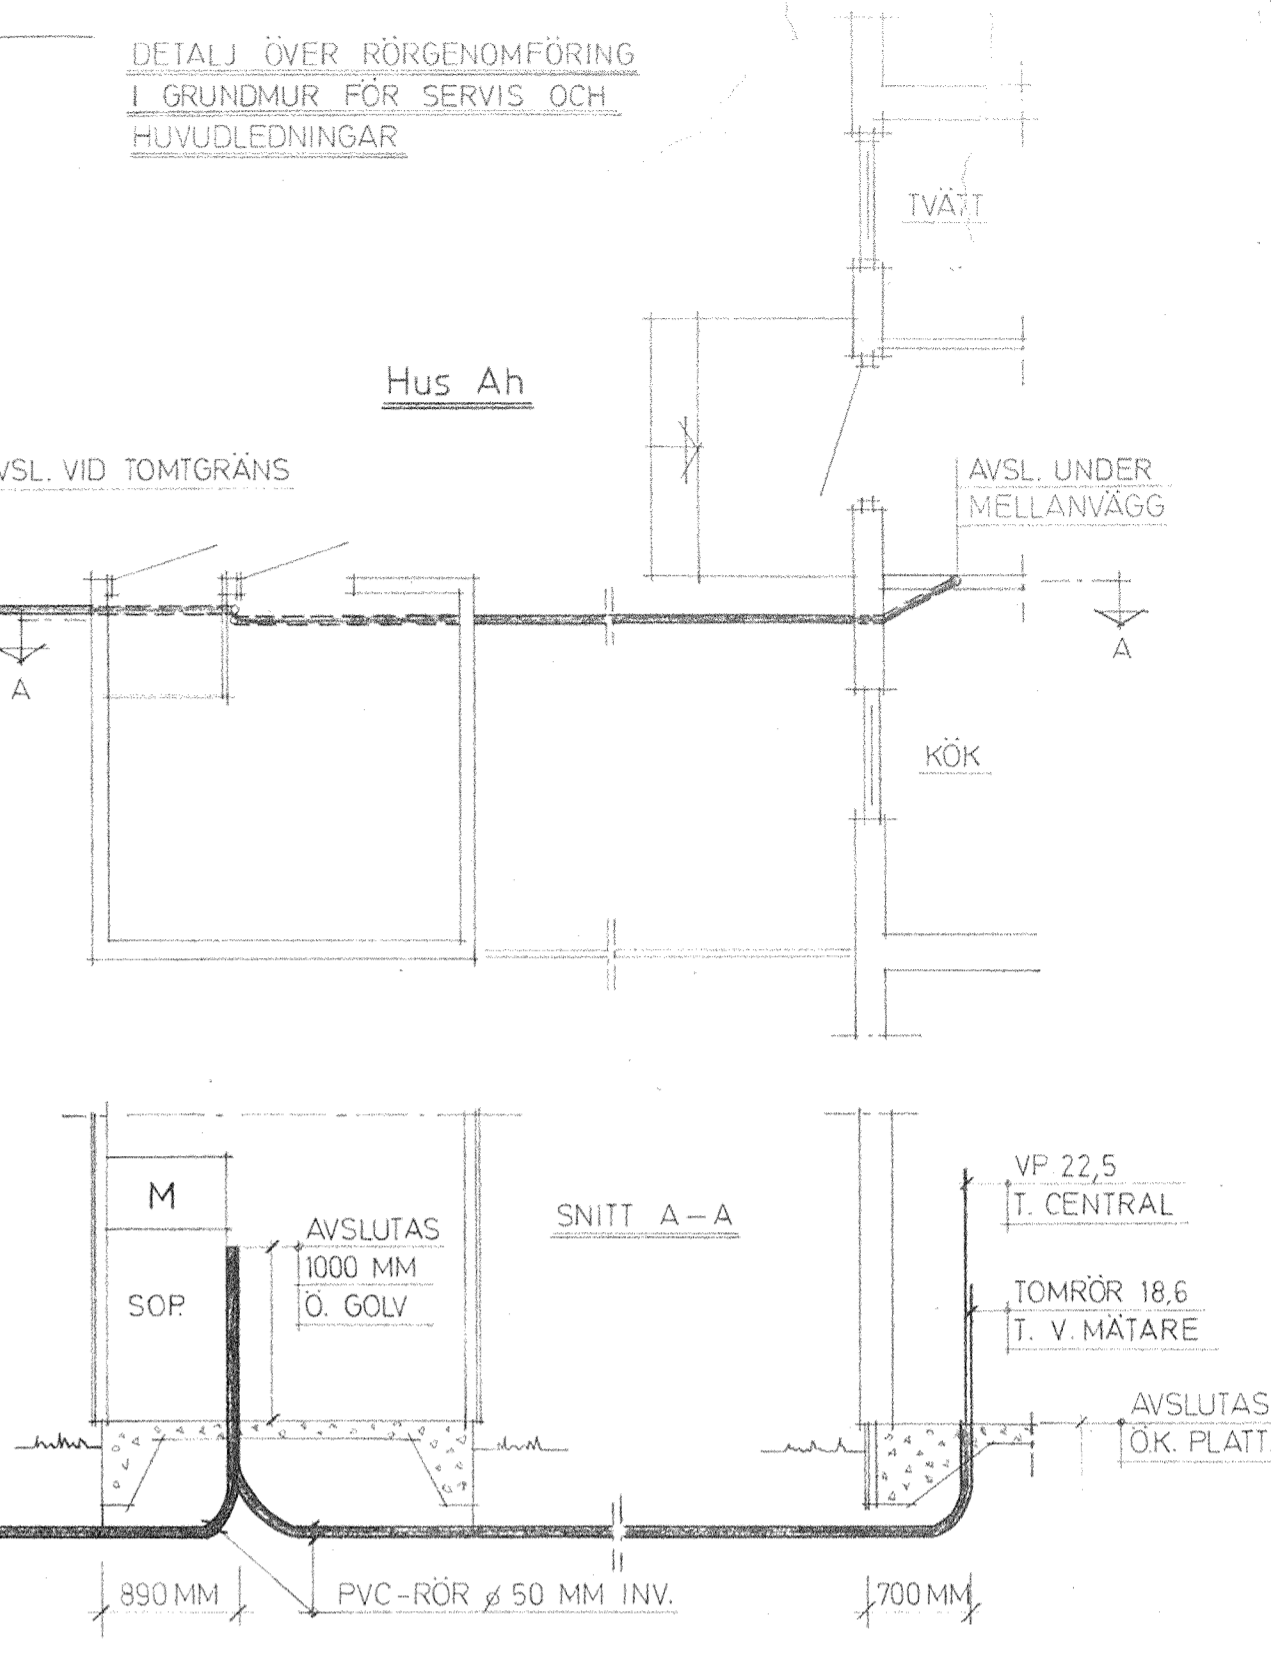 DETALJ ÖVER RÖRGENOMFÖRING
I GRUNDMUR FÖR SERVIS OCH
HUVUDLEDNINGAR
TVÄTT
Hus Ah
VSL. VID TOMTGRÄNS
AVSL. UNDER
MELLANVÄGG
A
A
KÖK
M
SOP.
AVSLUTAS
1000 MM
Ö. GOLV
SNITT A-A
VP 22,5
T. CENTRAL
TOMRÖR 18,6
T. V. MÄTARE
AVSLUTAS
Ö.K. PLATT.
890 MM
PVC-RÖR ø 50 MM INV.
700 MM